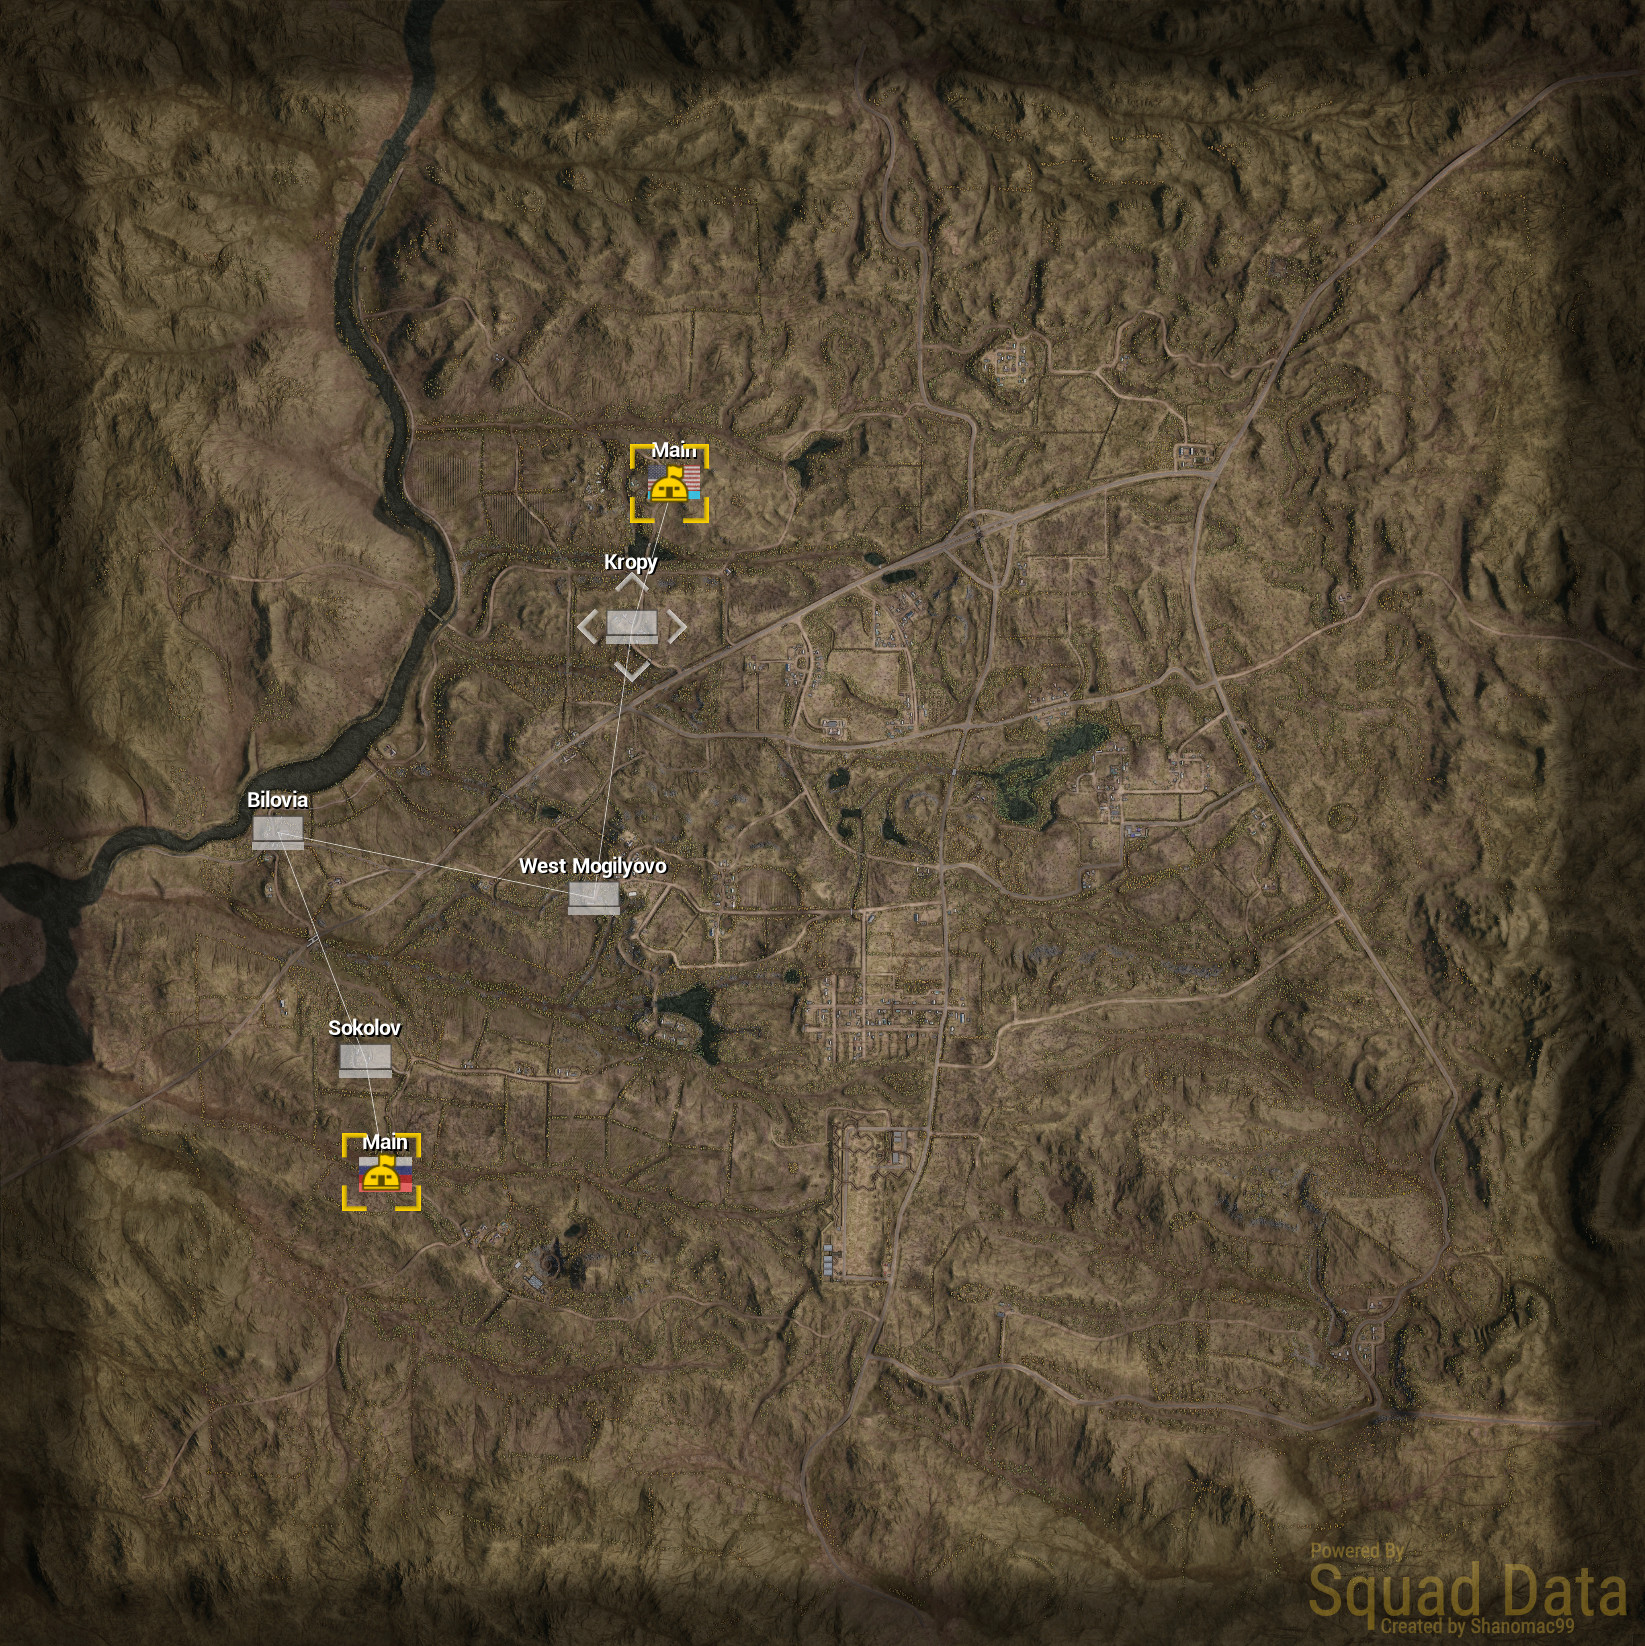 Main
Kropy
Bilovia
West Mogilyovo
Sokolov
Main
Powered By
Squad Data
Created by Shanomac99